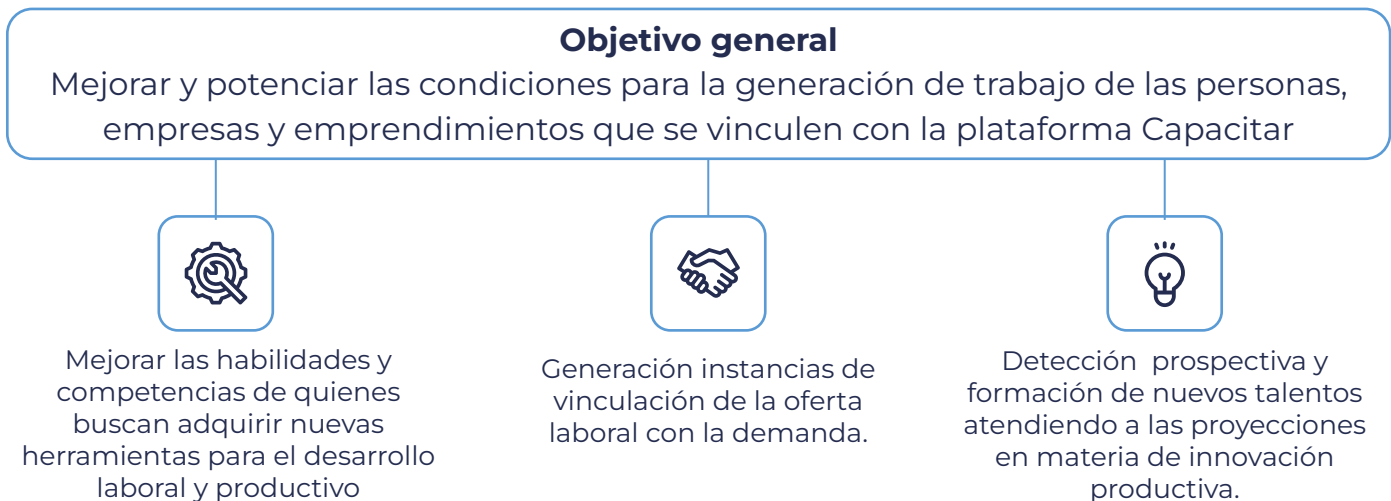 Objetivo general
Mejorar y potenciar las condiciones para la generación de trabajo de las personas,
empresas y emprendimientos que se vinculen con la plataforma Capacitar
Mejorar las habilidades y
competencias de quienes
buscan adquirir nuevas
herramientas para el desarrollo
laboral y productivo
Generación instancias de
vinculación de la oferta
laboral con la demanda.
Detección prospectiva y
formación de nuevos talentos
atendiendo a las proyecciones
en materia de innovación
productiva.